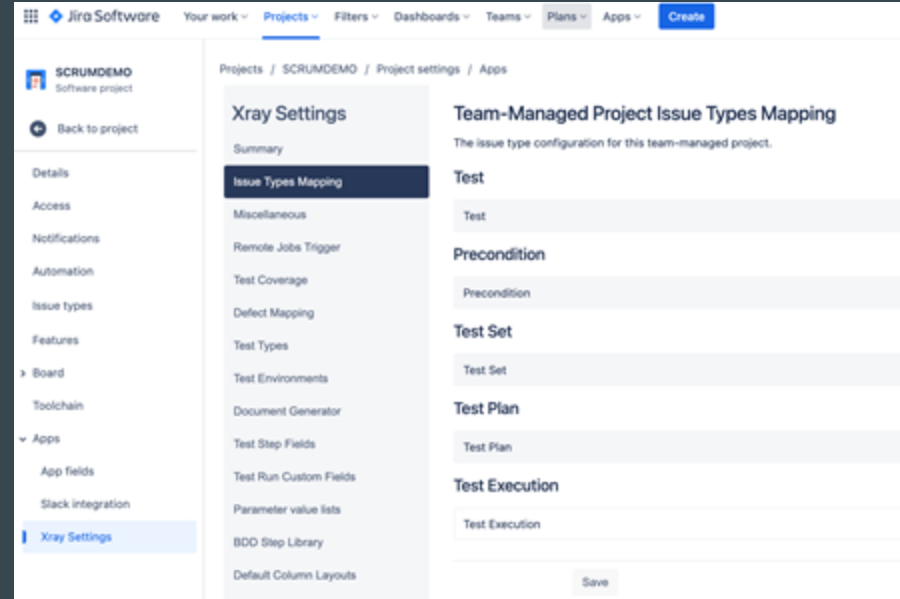 Jira Software Your work Projects Filters Dashboards Teams Plans Apps Create
SCRUMDEMO
Software project
Back to project
Details
Access
Notifications
Automation
Issue types
Features
Board
Toolchain
Apps
App fields
Slack integration
Xray Settings
Projects / SCRUMDEMO / Project settings / Apps
Xray Settings
Summary
Issue Types Mapping
Miscellaneous
Remote Jobs Trigger
Test Coverage
Defect Mapping
Test Types
Test Environments
Document Generator
Test Step Fields
Test Run Custom Fields
Parameter value lists
BDD Step Library
Default Column Layouts
Team-Managed Project Issue Types Mapping
The issue type configuration for this team-managed project.
Test
Test
Precondition
Precondition
Test Set
Test Set
Test Plan
Test Plan
Test Execution
Test Execution
Save